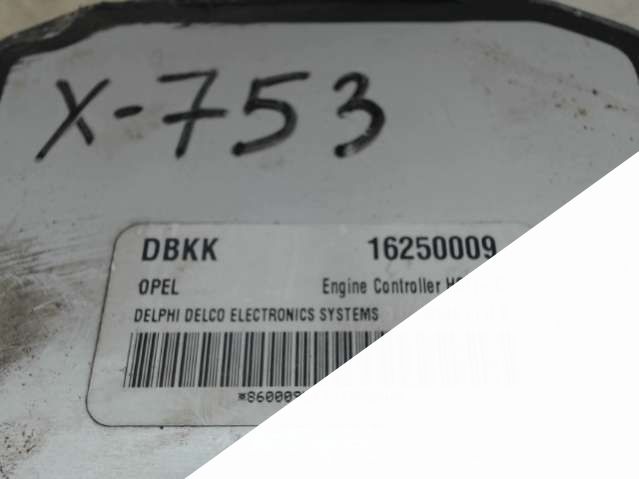 X-753
DBKK 16250009
OPEL Engine Controller
DELPHI DELCO ELECTRONICS SYSTEMS